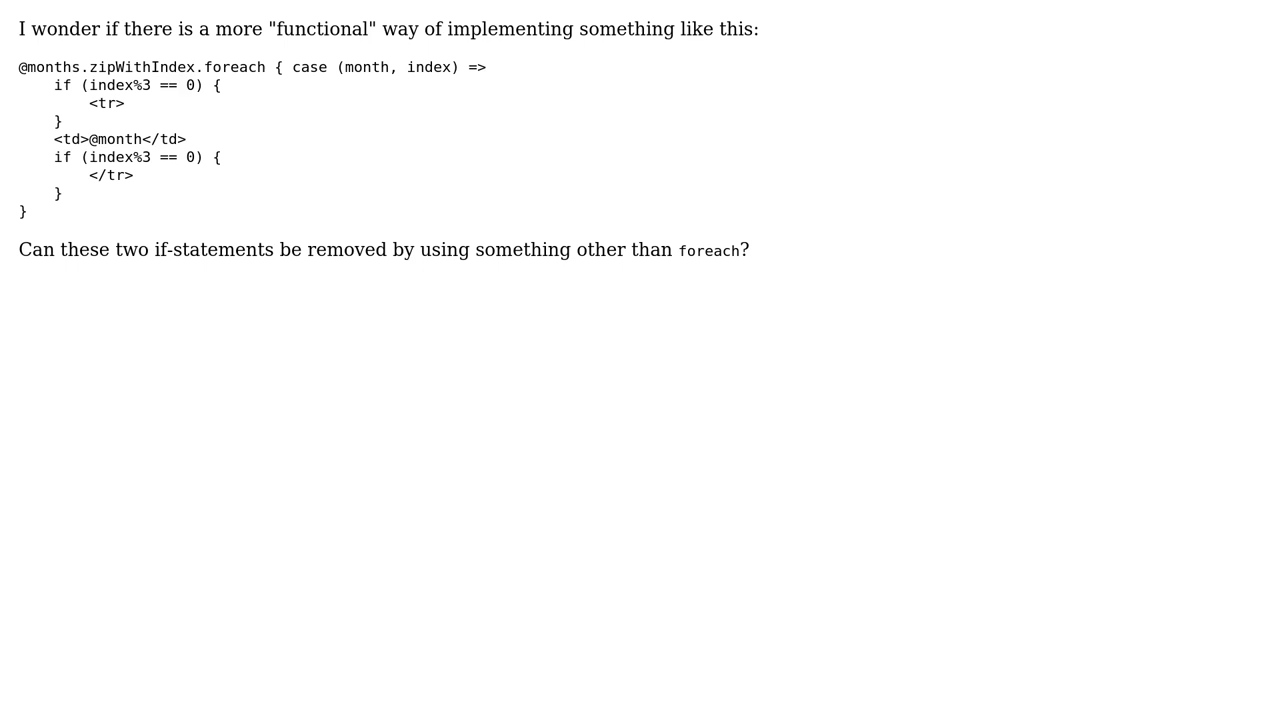 I wonder if there is a more "functional" way of implementing something like this:
@months.zipWithIndex.foreach { case (month, index) =>
    if (index%3 == 0) {
        <tr>
    }
    <td>@month</td>
    if (index%3 == 0) {
        </tr>
    }
}
Can these two if-statements be removed by using something other than foreach?